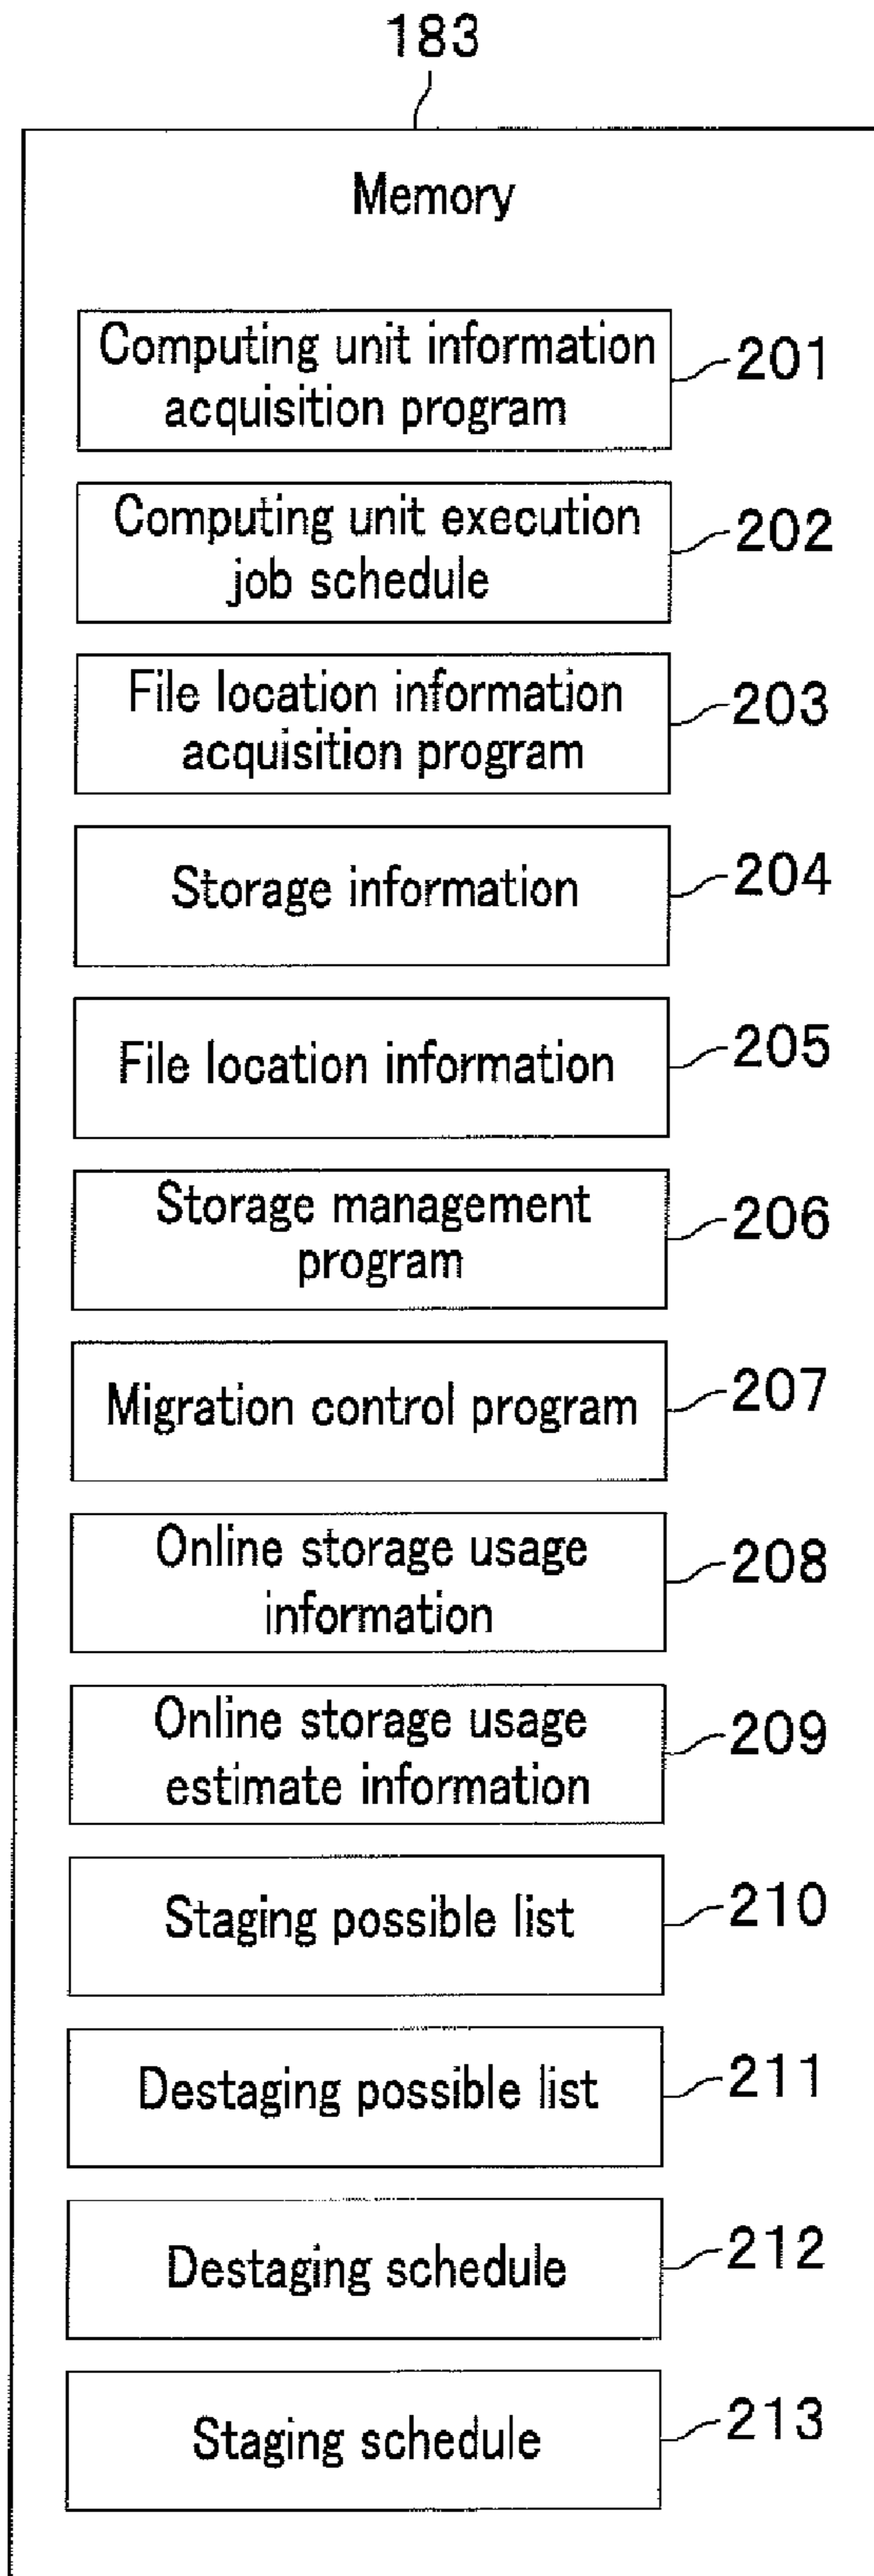 183
Memory
Computing unit information
acquisition program
201
Computing unit execution
job schedule
202
File location information
acquisition program
203
Storage information
204
File location information
205
Storage management
program
206
Migration control program
207
Online storage usage
information
208
Online storage usage
estimate information
209
Staging possible list
210
Destaging possible list
211
Destaging schedule
212
Staging schedule
213